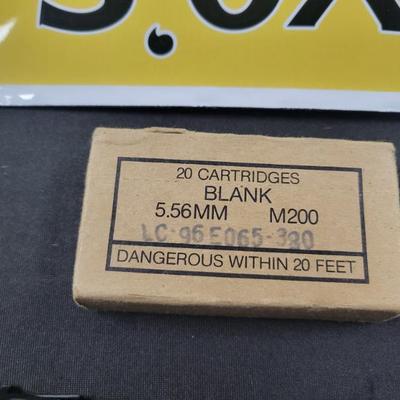 20 CARTRIDGES
BLANK
5.56MM M200
LC-96E065-380
DANGEROUS WITHIN 20 FEET